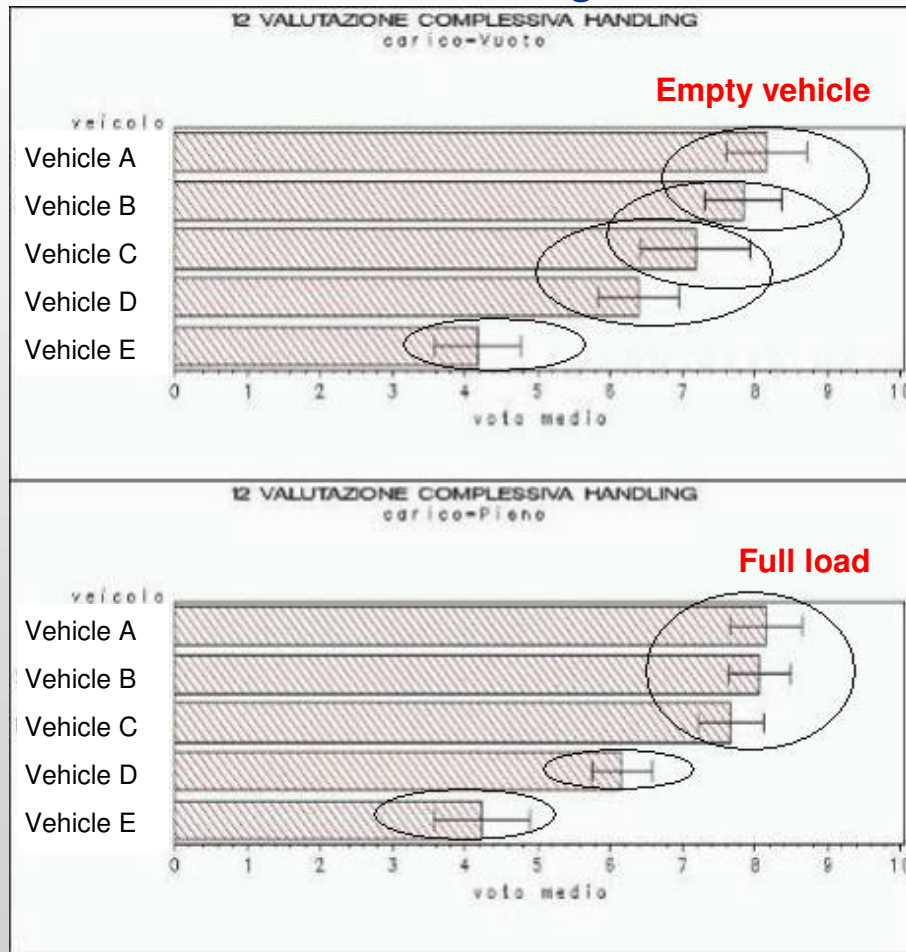 12 VALUTAZIONE COMPLESSIVA HANDLING
carico=Vuoto
Empty vehicle
veicolo
Vehicle A
Vehicle B
Vehicle C
Vehicle D
Vehicle E
0 1 2 3 4 5 6 7 8 9 10
voto medio
12 VALUTAZIONE COMPLESSIVA HANDLING
carico=Pieno
Full load
veicolo
Vehicle A
Vehicle B
Vehicle C
Vehicle D
Vehicle E
0 1 2 3 4 5 6 7 8 9 10
voto medio